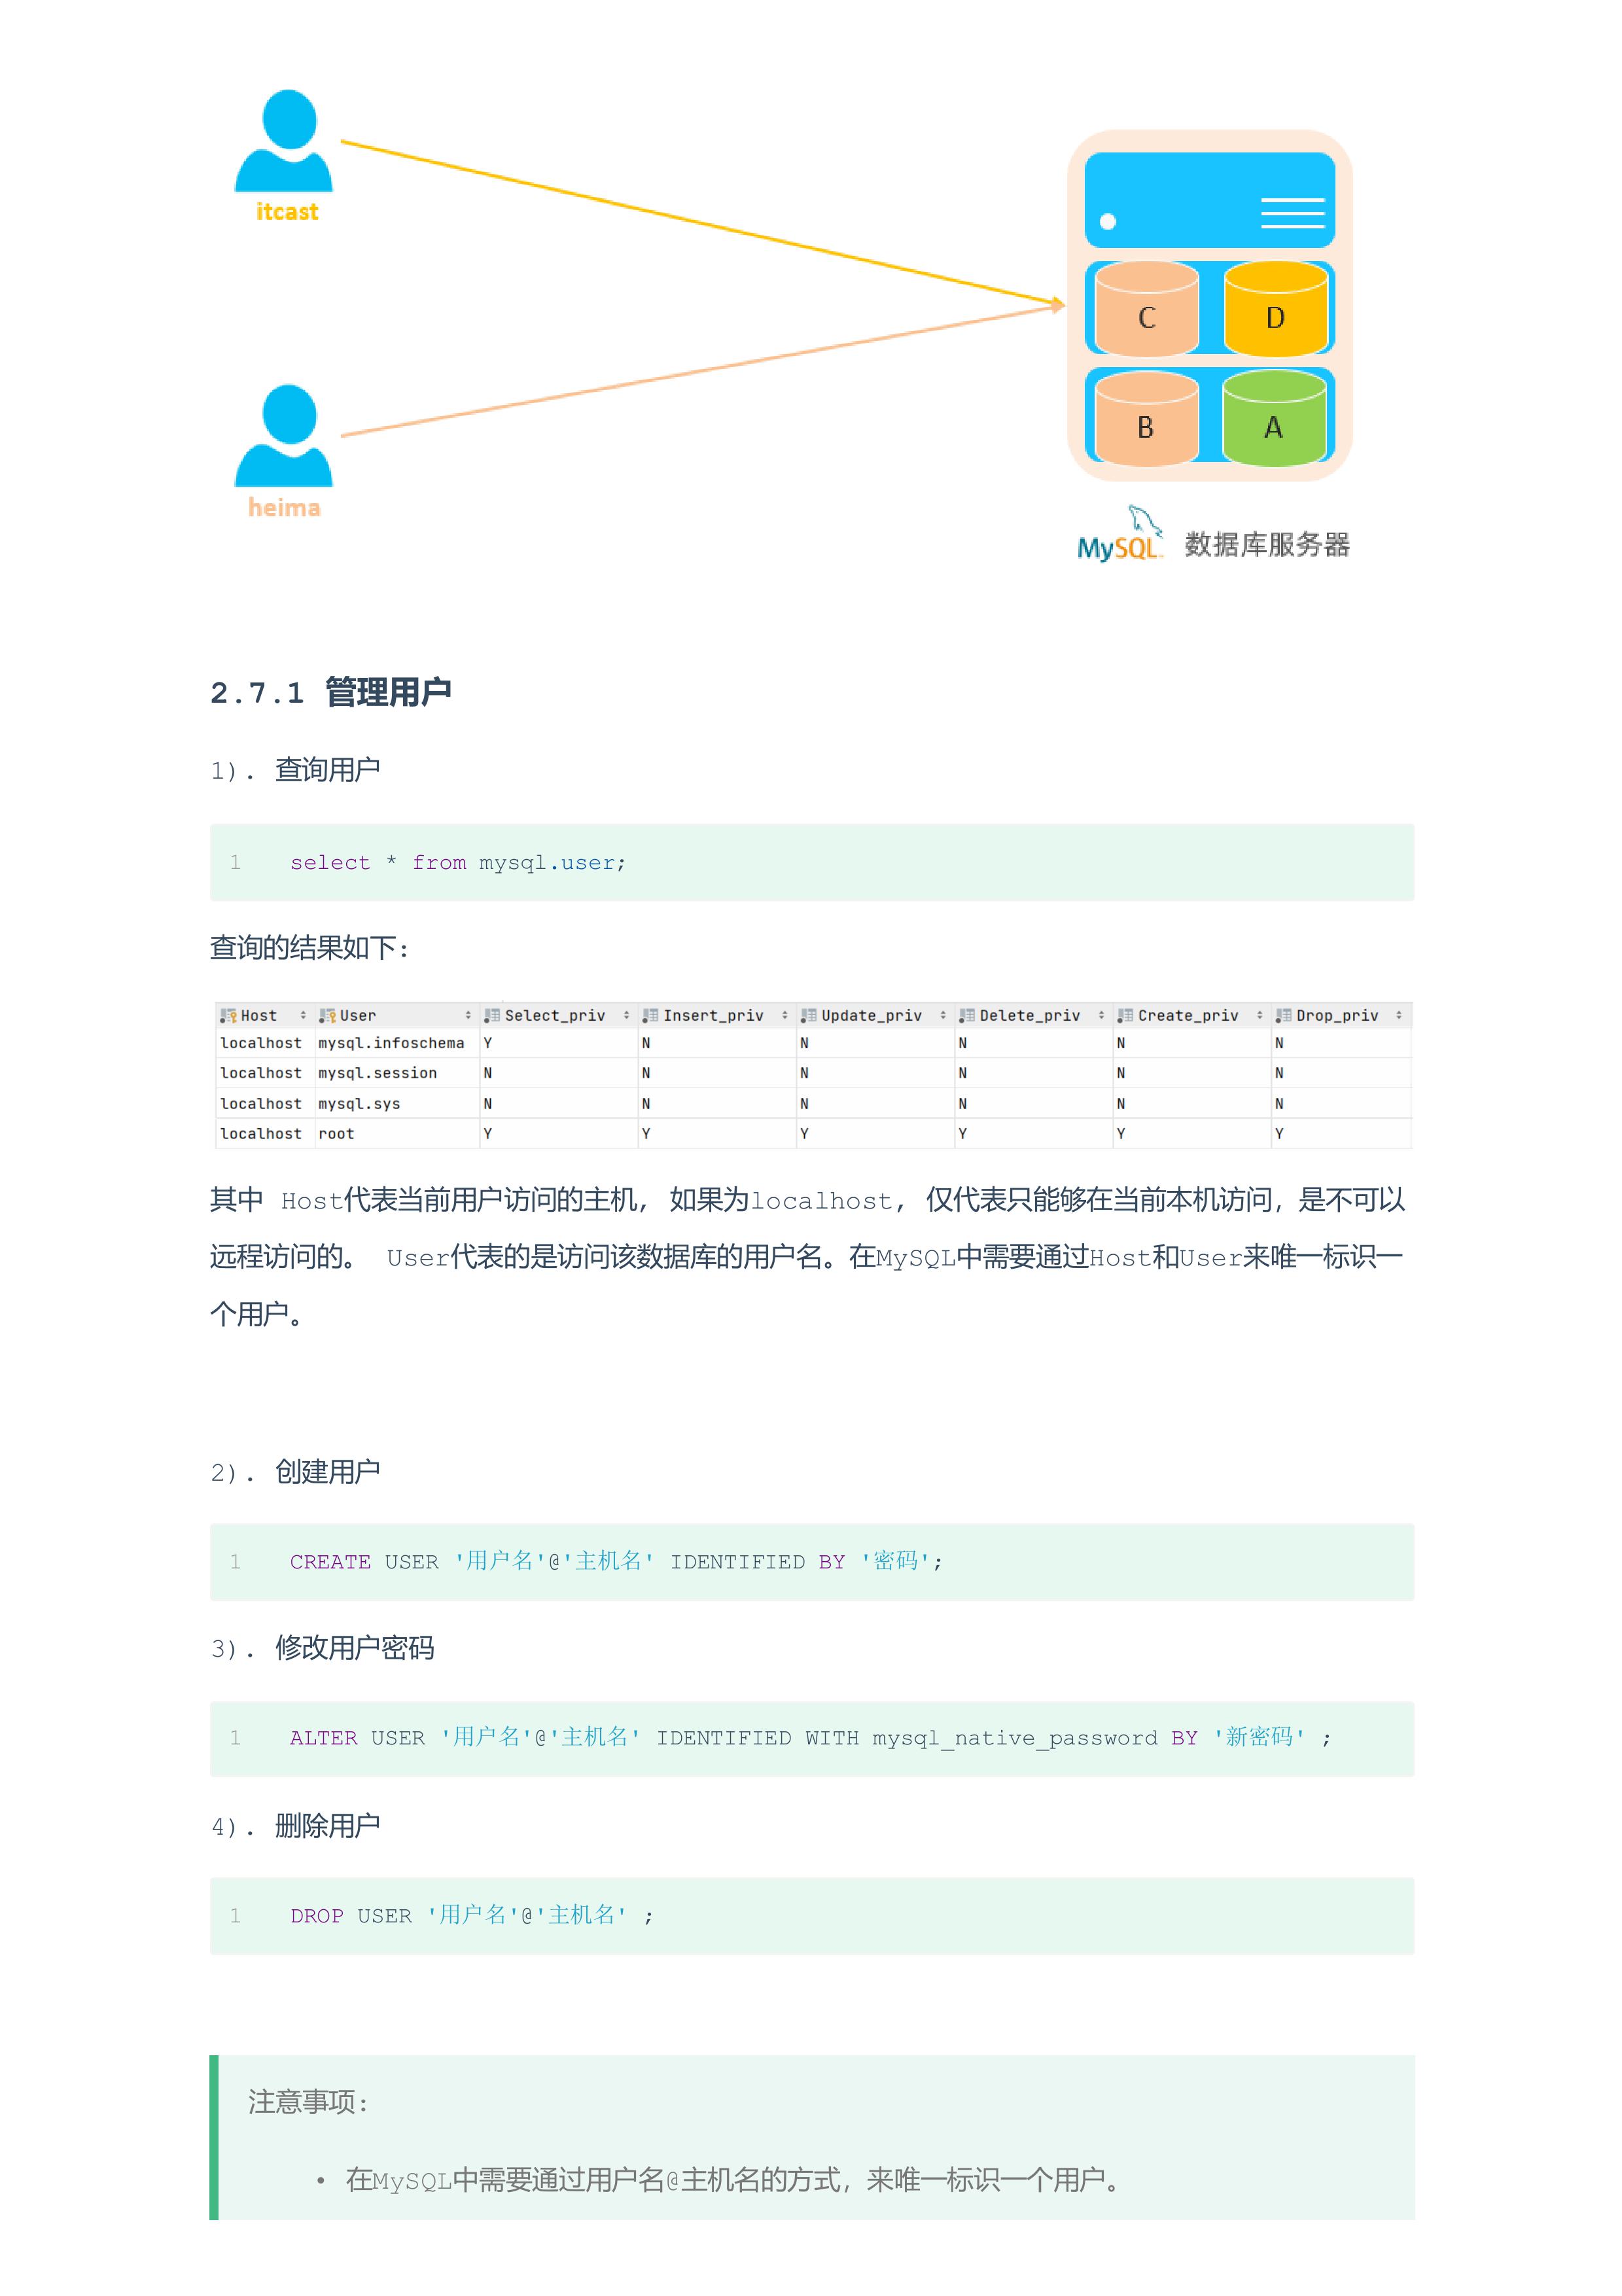 itcast
C
D
B
A
heima
MySQL 数据库服务器
2.7.1 管理用户
1). 查询用户
1 select * from mysql.user;
查询的结果如下:
Host User Select_priv Insert_priv Update_priv Delete_priv Create_priv Drop_priv
localhost mysql.infoschema Y N N N N N
localhost mysql.session N N N N N N
localhost mysql.sys N N N N N N
localhost root Y Y Y Y Y Y
其中 Host代表当前用户访问的主机, 如果为localhost, 仅代表只能够在当前本机访问，是不可以
远程访问的。 User代表的是访问该数据库的用户名。在MySQL中需要通过Host和User来唯一标识一
个用户。
2). 创建用户
1 CREATE USER '用户名'@'主机名' IDENTIFIED BY '密码';
3). 修改用户密码
1 ALTER USER '用户名'@'主机名' IDENTIFIED WITH mysql_native_password BY '新密码' ;
4). 删除用户
1 DROP USER '用户名'@'主机名' ;
注意事项:
• 在MySQL中需要通过用户名@主机名的方式，来唯一标识一个用户。